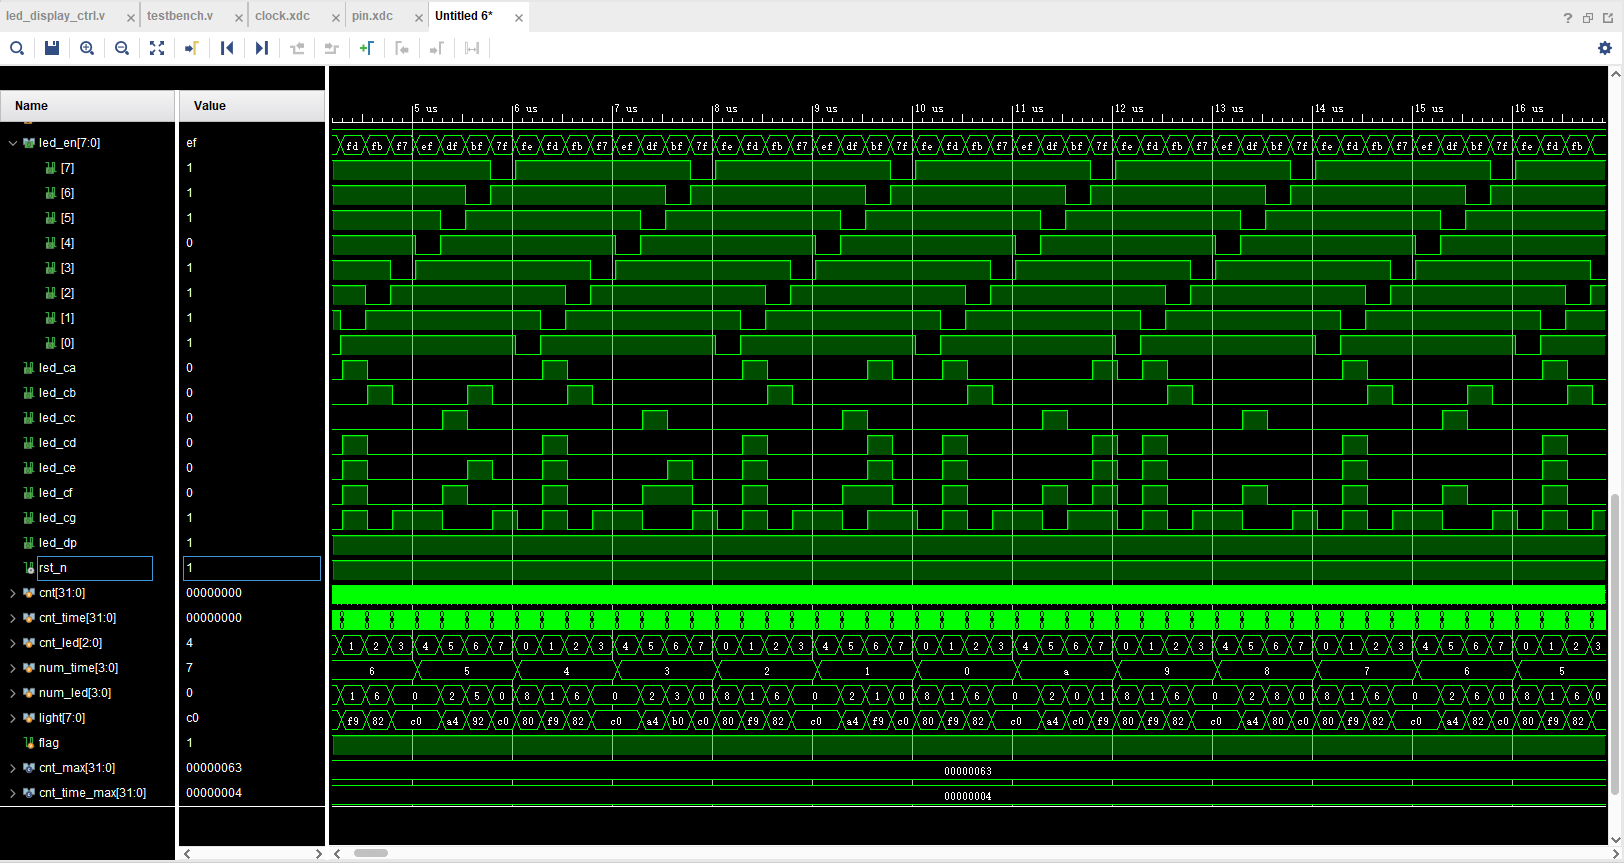 led_display_ctrl.v × testbench.v × clock.xdc × pin.xdc × Untitled 6* ×
Name Value
5 us 6 us 7 us 8 us 9 us 10 us 11 us 12 us 13 us 14 us 15 us 16 us
led_en[7:0] ef fd fb f7 ef df bf 7f fe fd fb f7 ef df bf 7f fe fd fb f7 ef df bf 7f fe fd fb f7 ef df bf 7f fe fd fb f7 ef df bf 7f fe fd fb f7 ef df bf 7f fe fd fb
[7] 1
[6] 1
[5] 1
[4] 0
[3] 1
[2] 1
[1] 1
[0] 1
led_ca 0
led_cb 0
led_cc 0
led_cd 0
led_ce 0
led_cf 0
led_cg 1
led_dp 1
rst_n 1
cnt[31:0] 00000000
cnt_time[31:0] 00000000
cnt_led[2:0] 4 1 2 3 4 5 6 7 0 1 2 3 4 5 6 7 0 1 2 3 4 5 6 7 0 1 2 3 4 5 6 7 0 1 2 3 4 5 6 7 0 1 2 3 4 5 6 7 0 1 2 3
num_time[3:0] 7 6 5 4 3 2 1 0 a 9 8 7 6 5
num_led[3:0] 0 1 6 0 2 5 0 8 1 6 0 2 3 0 8 1 6 0 2 1 0 8 1 6 0 2 0 1 8 1 6 0 2 8 0 8 1 6 0 2 6 0 8 1 6 0
light[7:0] c0 f9 82 c0 a4 92 c0 80 f9 82 c0 a4 b0 c0 80 f9 82 c0 a4 f9 c0 80 f9 82 c0 a4 c0 f9 80 f9 82 c0 a4 80 c0 80 f9 82 c0 a4 82 c0 80 f9 82
flag 1
cnt_max[31:0] 00000063 00000063
cnt_time_max[31:0] 00000004 00000004